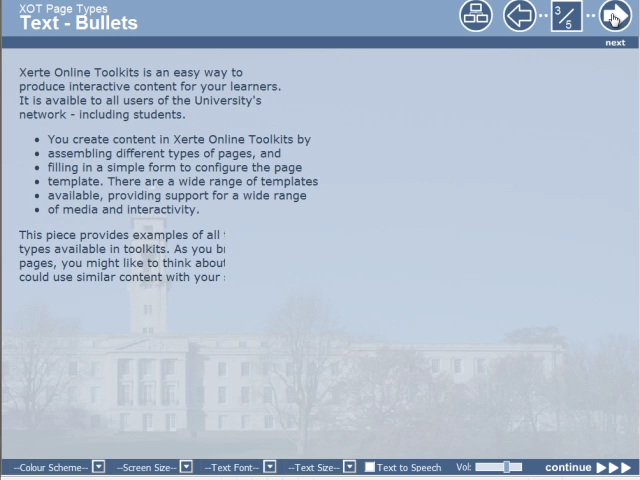 XOT Page Types
Text - Bullets
3/5
next
Xerte Online Toolkits is an easy way to
produce interactive content for your learners.
It is avaible to all users of the University's
network - including students.
• You create content in Xerte Online Toolkits by
• assembling different types of pages, and
• filling in a simple form to configure the page
• template. There are a wide range of templates
• available, providing support for a wide range
• of media and interactivity.
This piece provides examples of all
types available in toolkits. As you
pages, you might like to think about
could use similar content with your
--Colour Scheme-- --Screen Size-- --Text Font-- --Text Size-- Text to Speech Vol: continue